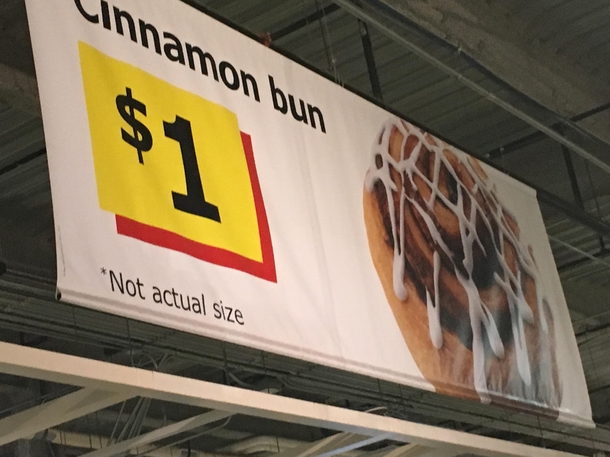 Cinnamon bun
$1
*Not actual size